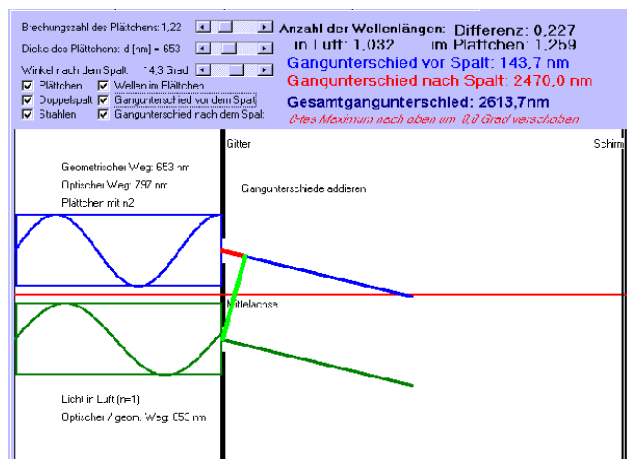 Brechungszahl des Plättchens: 1,22
Dicke des Plättchens: d [nm] = 653
Winkel nach dem Spalt 14,3 Grad
Plättchen Wellen in Plättchen
Doppelspalt Gangunterschied vor dem Spalt
Strahlen Gangunterschied nach dem Spalt
Anzahl der Wellenlängen: Differenz: 0,227
in Luft: 1,032 im Plättchen: 1,259
Gangunterschied vor Spalt: 143,7 nm
Gangunterschied nach Spalt: 2470,0 nm
Gesamtgangunterschied: 2613,7nm
0-tes Maximum nach oben um 0,0 Grad verschoben
Gitter
Schirm
Geometrischer Weg: 653 nm
Optischer Weg: 797 nm
Plättchen mit n2
Gangunterschiede addieren
Mittelachse
Licht in Luft (n=1)
Optischer / geom. Weg: 653 nm